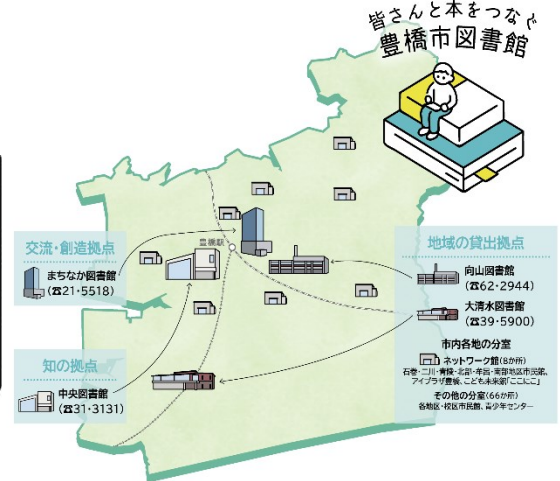 皆さんと本をつなぐ
豊橋市図書館
交流・創造拠点
まちなか図書館
(☎21・5518)
豊橋駅
知の拠点
中央図書館
(☎31・3131)
地域の貸出拠点
向山図書館
(☎62・2944)
大清水図書館
(☎39・5900)
市内各地の分室
ネットワーク館(8か所)
石巻・二川・青陵・北部・牟呂・南部地区市民館、
アイプラザ豊橋、こども未来館「ここにこ」
その他の分室(66か所)
各地区・校区市民館、青少年センター